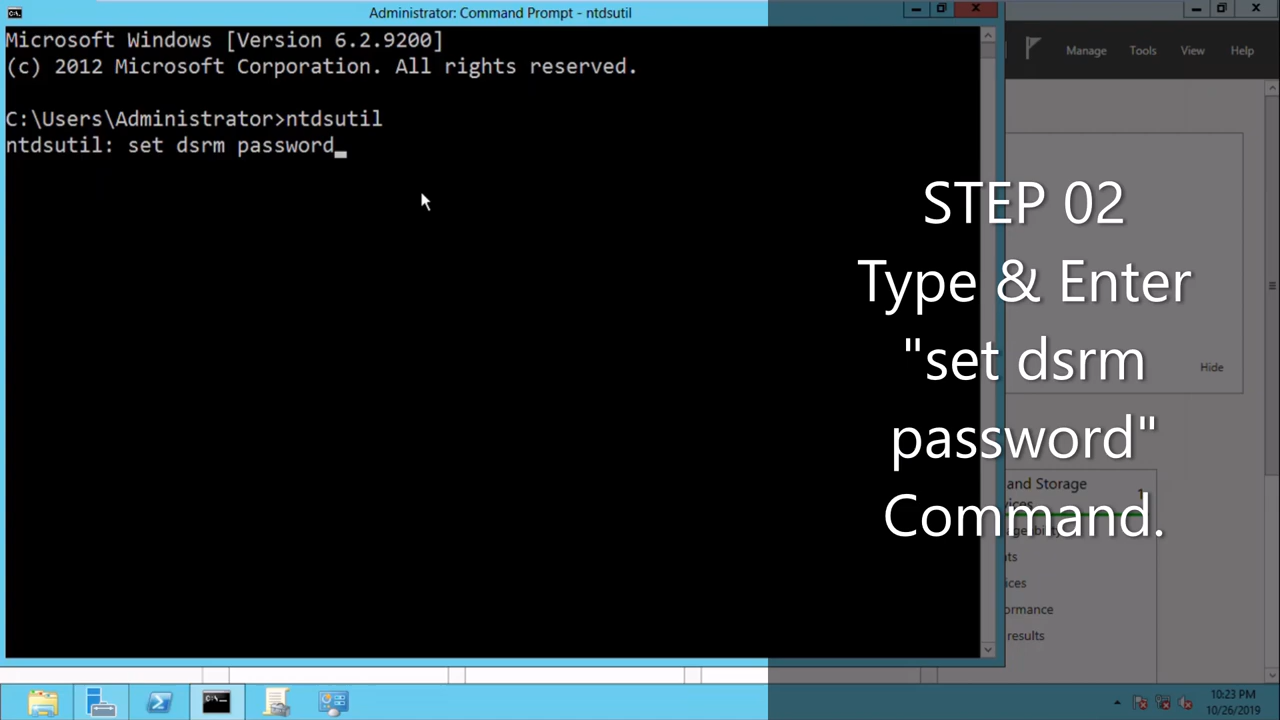 Administrator: Command Prompt - ntdsutil
Microsoft Windows [Version 6.2.9200]
(c) 2012 Microsoft Corporation. All rights reserved.
C:\Users\Administrator>ntdsutil
ntdsutil: set dsrm password
Manage Tools View Help
STEP 02
Type & Enter
"set dsrm
password"
Command.
Hide
and Storage
1
results
10:23 PM
10/26/2019